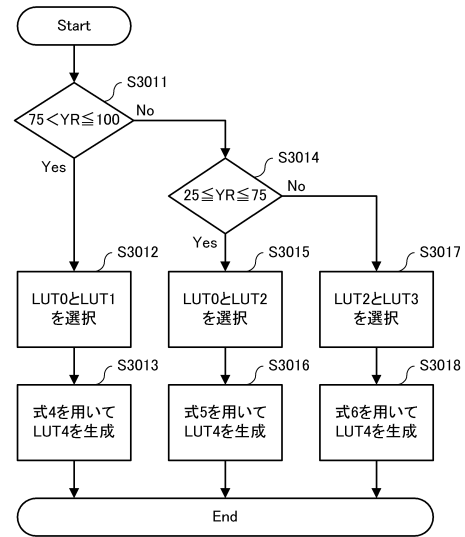 Start
S3011
75＜YR≦100
No
Yes
S3014
25≦YR≦75
No
Yes
S3012
LUT0とLUT1
を選択
S3015
LUT0とLUT2
を選択
S3017
LUT2とLUT3
を選択
S3013
式4を用いて
LUT4を生成
S3016
式5を用いて
LUT4を生成
S3018
式6を用いて
LUT4を生成
End